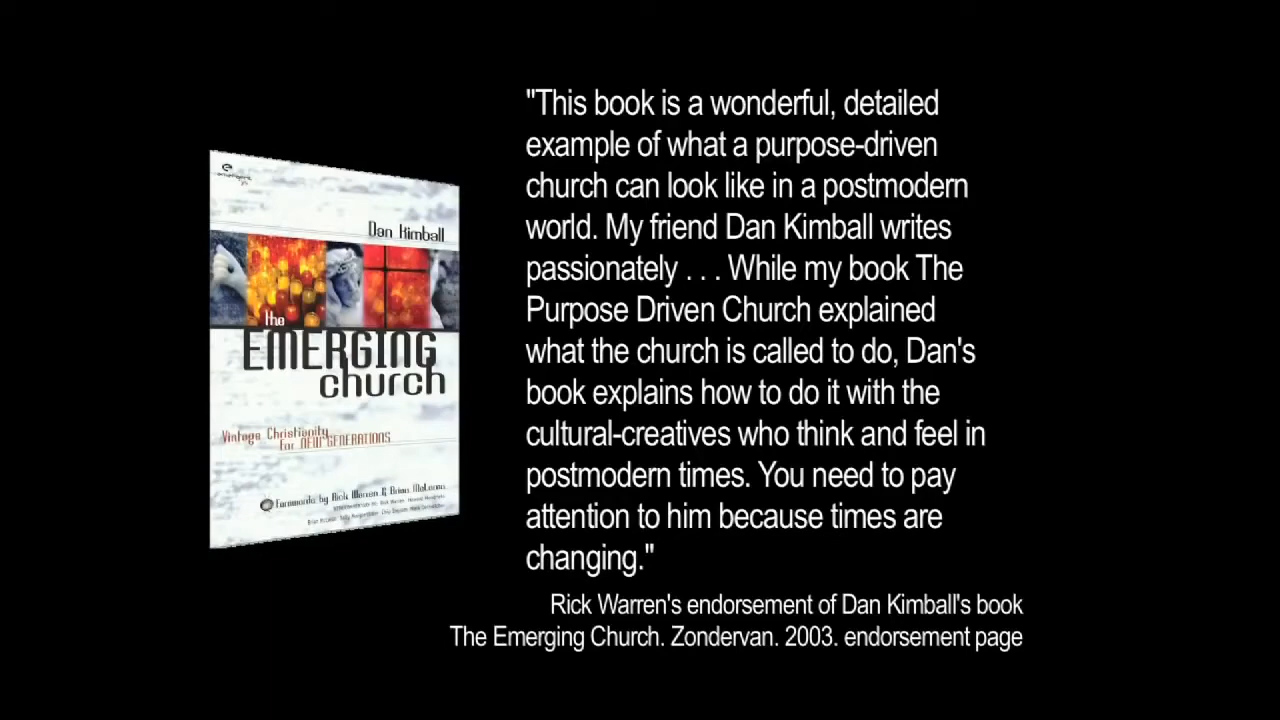 Dan Kimball
the
EMERGING
church
Vintage Christianity
for NEW GENERATIONS
Forewords by Rick Warren & Brian McLaren
"This book is a wonderful, detailed
example of what a purpose-driven
church can look like in a postmodern
world. My friend Dan Kimball writes
passionately . . . While my book The
Purpose Driven Church explained
what the church is called to do, Dan's
book explains how to do it with the
cultural-creatives who think and feel in
postmodern times. You need to pay
attention to him because times are
changing."
Rick Warren's endorsement of Dan Kimball's book
The Emerging Church. Zondervan. 2003. endorsement page